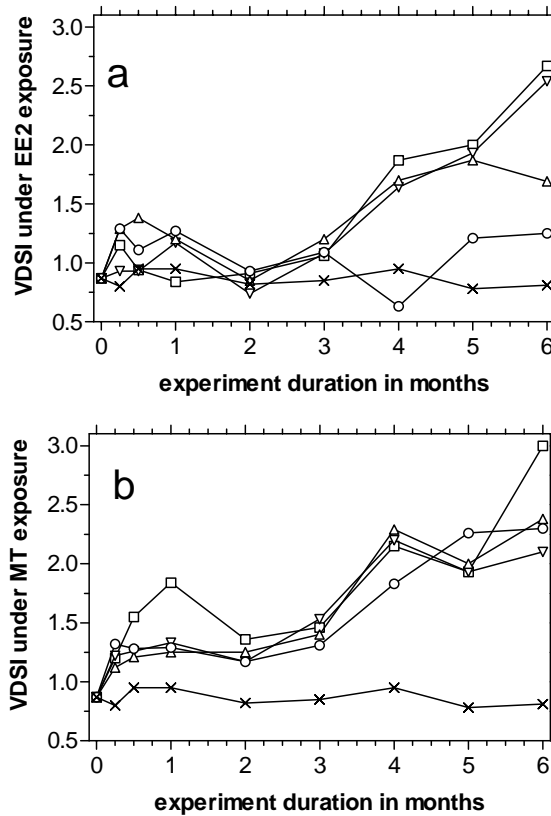 3.0
a
2.5
2.0
1.5
1.0
0.5
VDSI under EE2 exposure
0 1 2 3 4 5 6
experiment duration in months
3.0
b
2.5
2.0
1.5
1.0
0.5
VDSI under MT exposure
0 1 2 3 4 5 6
experiment duration in months